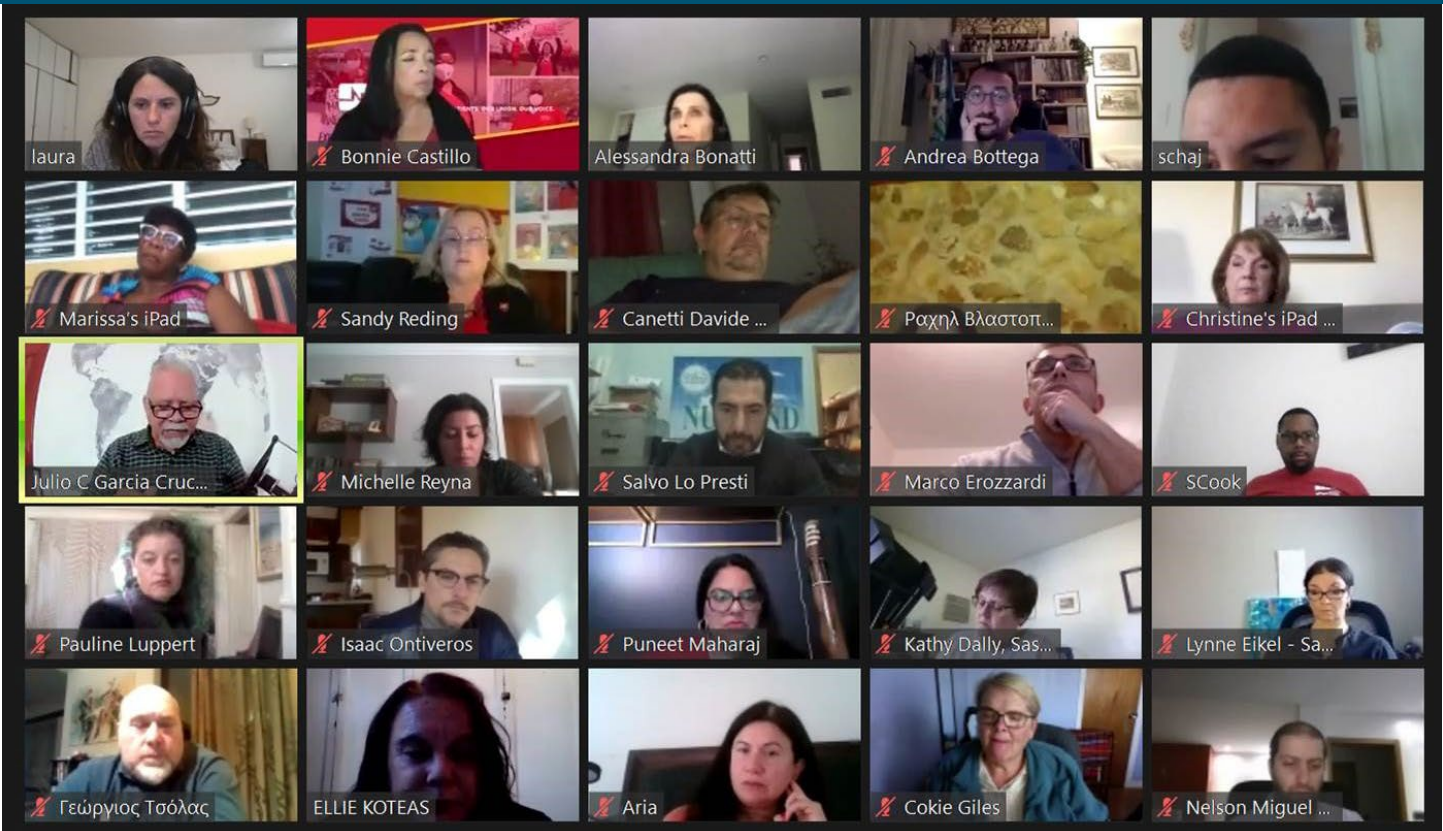 laura
Bonnie Castillo
Alessandra Bonatti
Andrea Bottega
schaj
Marissa's iPad
Sandy Reding
Canetti Davide ...
Ραχηλ Βλαστοπ...
Christine's iPad ...
Julio C Garcia Cruc...
Michelle Reyna
Salvo Lo Presti
Marco Erozzardi
SCook
Pauline Luppert
Isaac Ontiveros
Puneet Maharaj
Kathy Dally, Sas...
Lynne Eikel - Sa...
Γεώργιος Τσόλας
ELLIE KOTEAS
Aria
Cokie Giles
Nelson Miguel ...